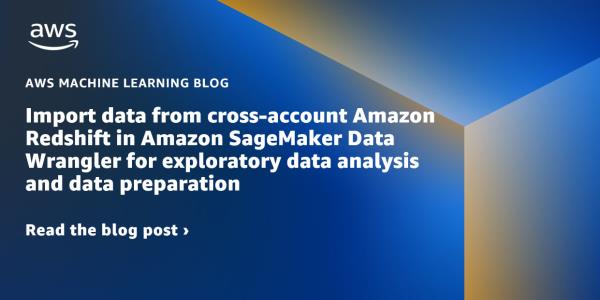 aws
AWS MACHINE LEARNING BLOG
Import data from cross-account Amazon
Redshift in Amazon SageMaker Data
Wrangler for exploratory data analysis
and data preparation
Read the blog post ›